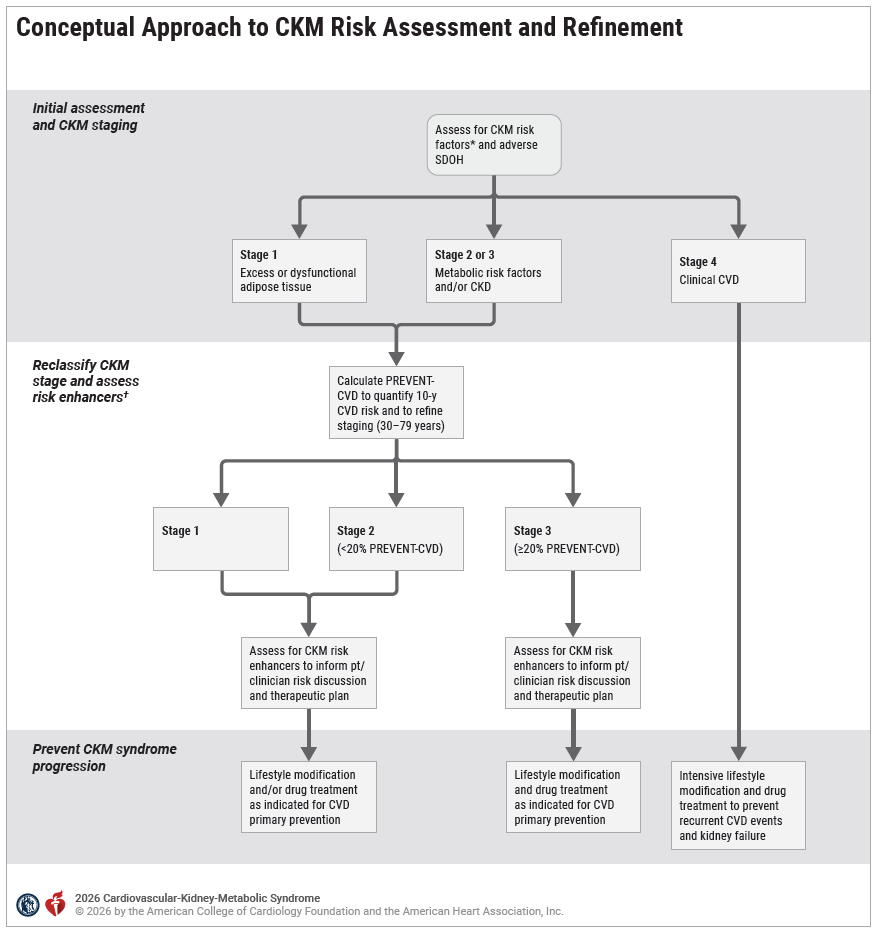 Conceptual Approach to CKM Risk Assessment and Refinement
Initial assessment
and CKM staging
Assess for CKM risk
factors* and adverse
SDOH
Stage 1
Excess or dysfunctional
adipose tissue
Stage 2 or 3
Metabolic risk factors
and/or CKD
Stage 4
Clinical CVD
Reclassify CKM
stage and assess
risk enhancers†
Calculate PREVENT-
CVD to quantify 10-y
CVD risk and to refine
staging (30–79 years)
Stage 1
Stage 2
(<20% PREVENT-CVD)
Stage 3
(≥20% PREVENT-CVD)
Assess for CKM risk
enhancers to inform pt/
clinician risk discussion
and therapeutic plan
Assess for CKM risk
enhancers to inform pt/
clinician risk discussion
and therapeutic plan
Prevent CKM syndrome
progression
Lifestyle modification
and/or drug treatment
as indicated for CVD
primary prevention
Lifestyle modification
and drug treatment
as indicated for CVD
primary prevention
Intensive lifestyle
modification and drug
treatment to prevent
recurrent CVD events
and kidney failure
2026 Cardiovascular-Kidney-Metabolic Syndrome
© 2026 by the American College of Cardiology Foundation and the American Heart Association, Inc.